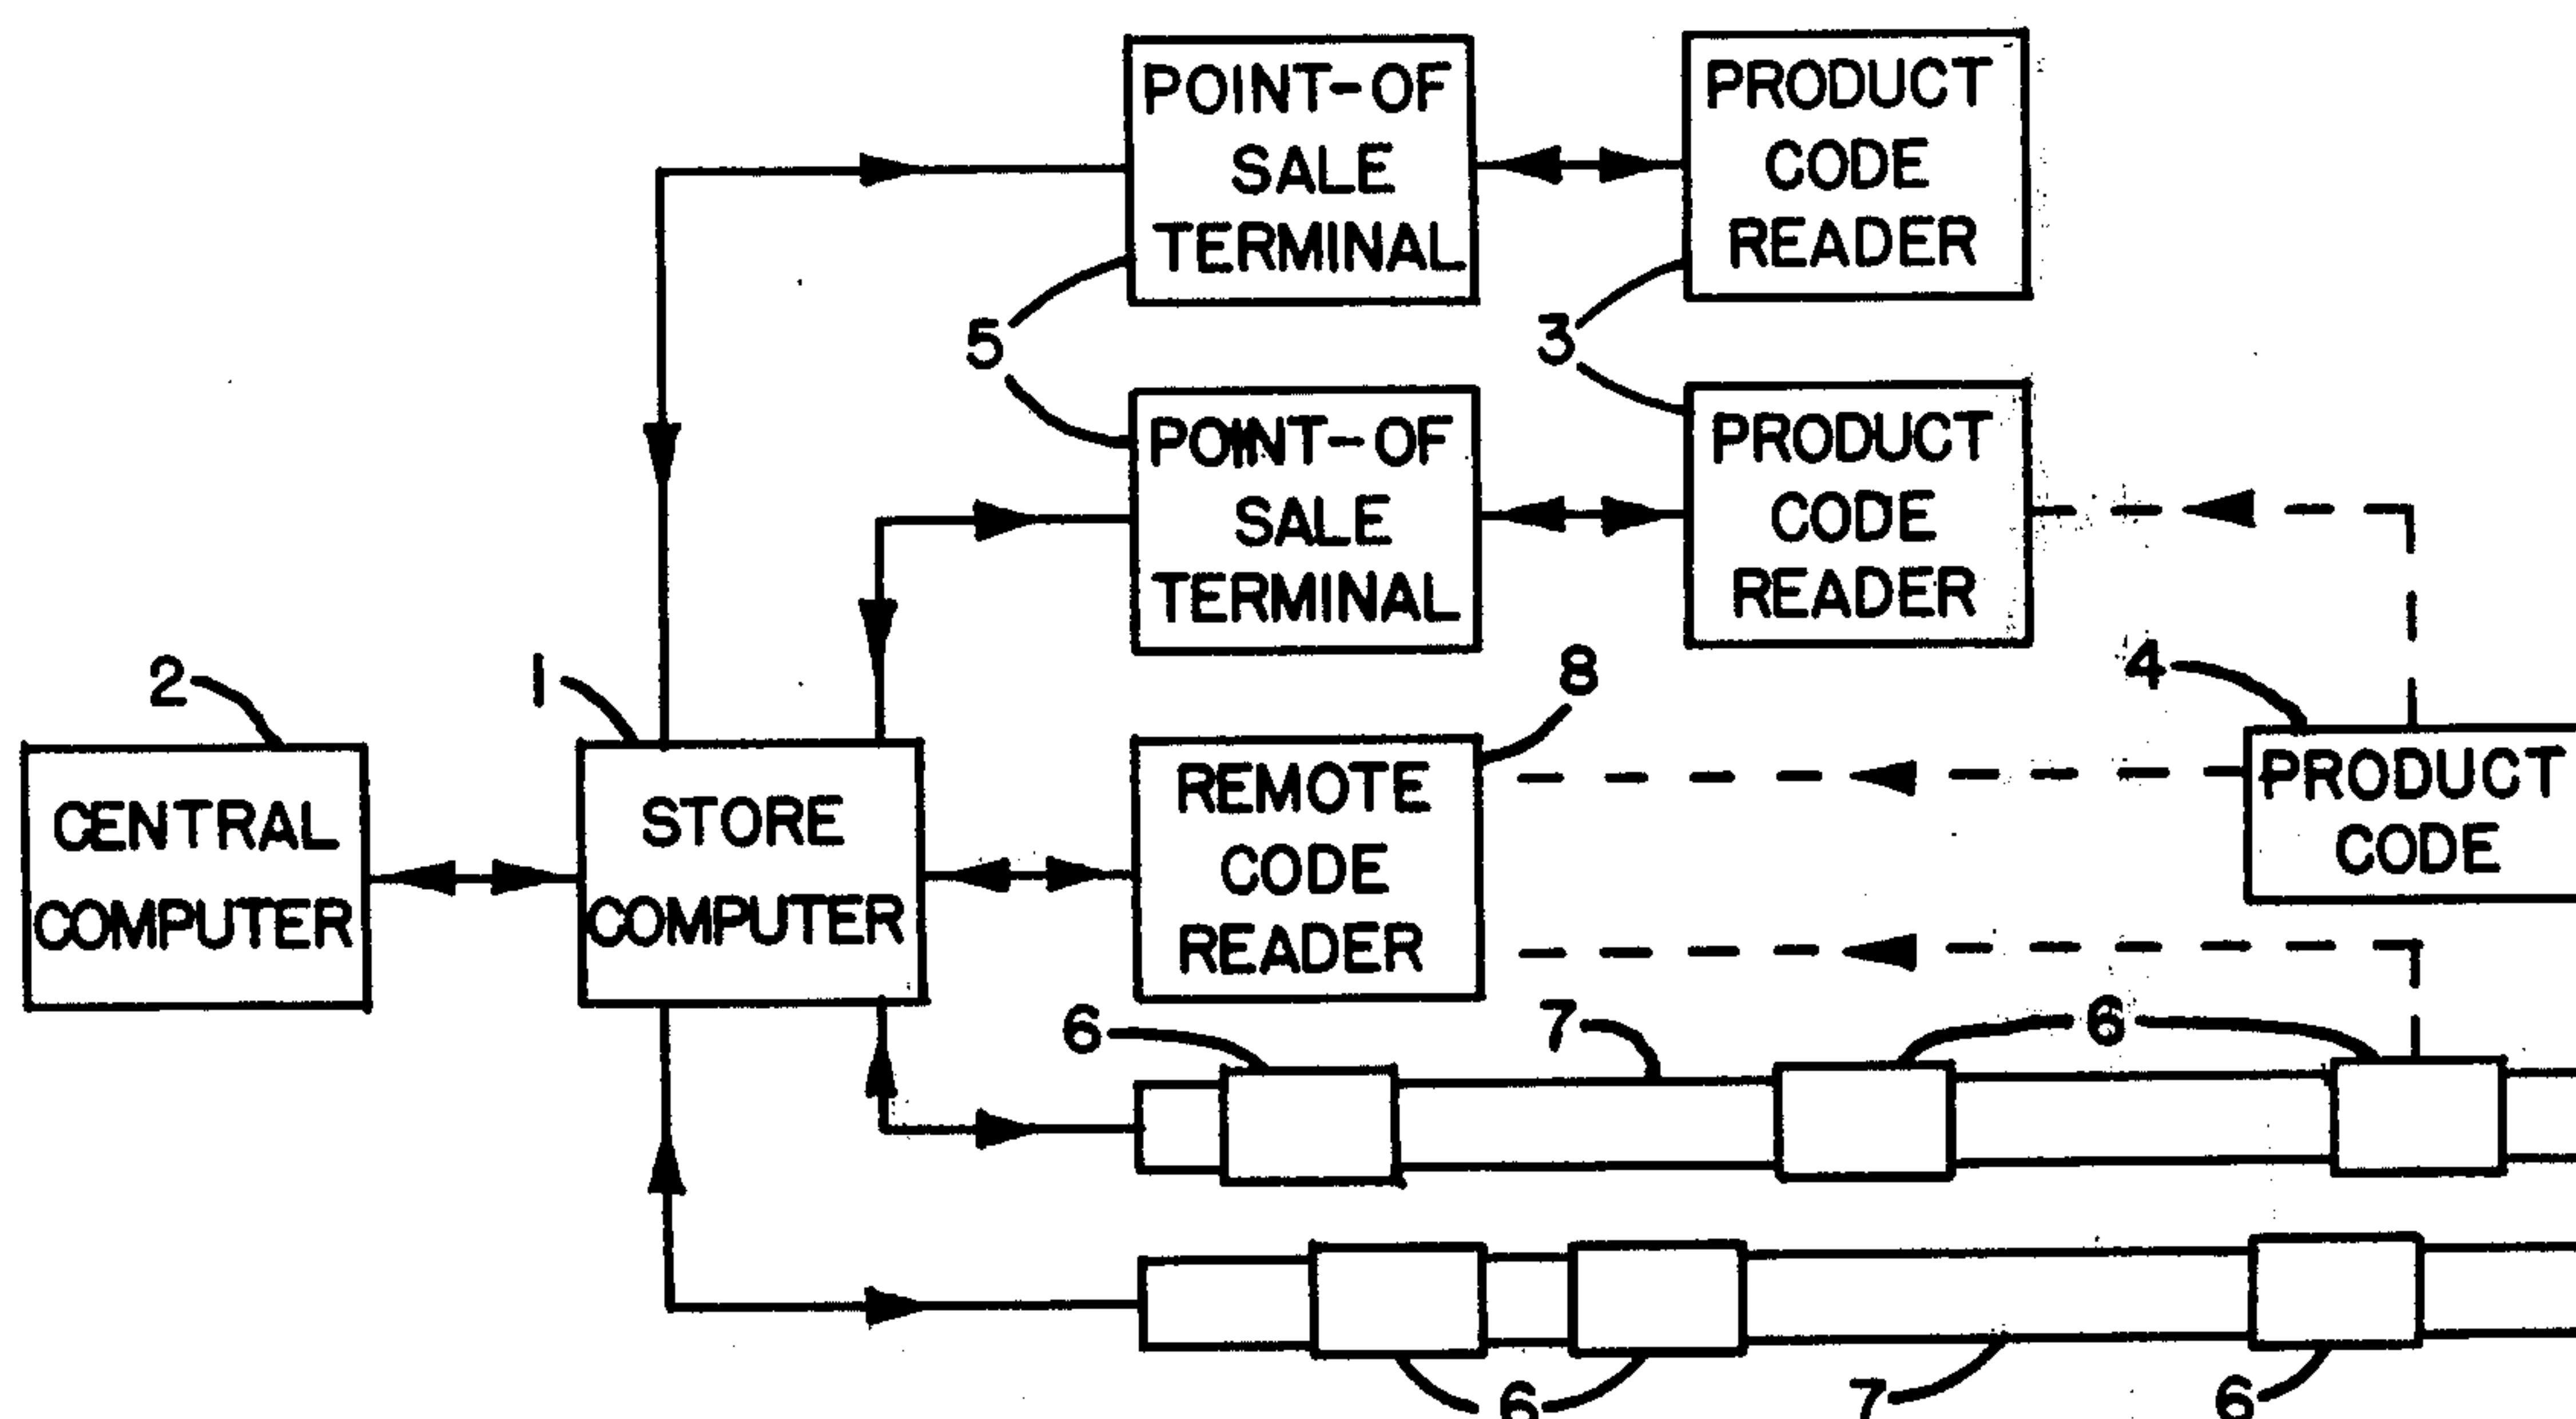 POINT-OF
SALE
TERMINAL
PRODUCT
CODE
READER
5
3
POINT-OF
SALE
TERMINAL
PRODUCT
CODE
READER
2
1
8
4
CENTRAL
COMPUTER
STORE
COMPUTER
REMOTE
CODE
READER
PRODUCT
CODE
6
7
6
6
7
6